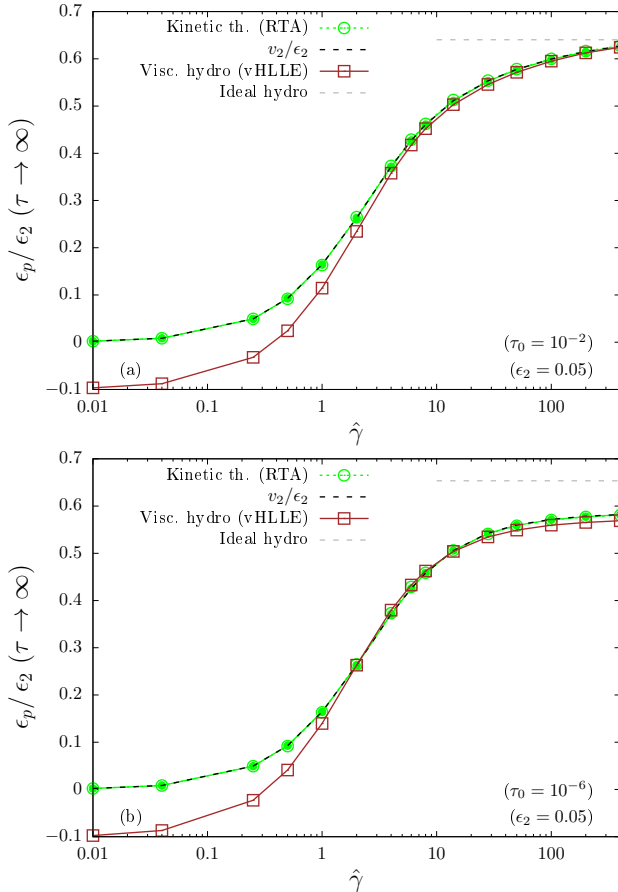 0.7
0.6
0.5
0.4
0.3
0.2
0.1
0
−0.1
ϵp/ϵ2 (τ → ∞)
Kinetic th. (RTA)
v2/ϵ2
Visc. hydro (vHLLE)
Ideal hydro
(a)
(τ0 = 10−2)
(ϵ2 = 0.05)
0.01 0.1 1 10 100
γ̂
0.7
0.6
0.5
0.4
0.3
0.2
0.1
0
−0.1
ϵp/ϵ2 (τ → ∞)
Kinetic th. (RTA)
v2/ϵ2
Visc. hydro (vHLLE)
Ideal hydro
(b)
(τ0 = 10−6)
(ϵ2 = 0.05)
0.01 0.1 1 10 100
γ̂